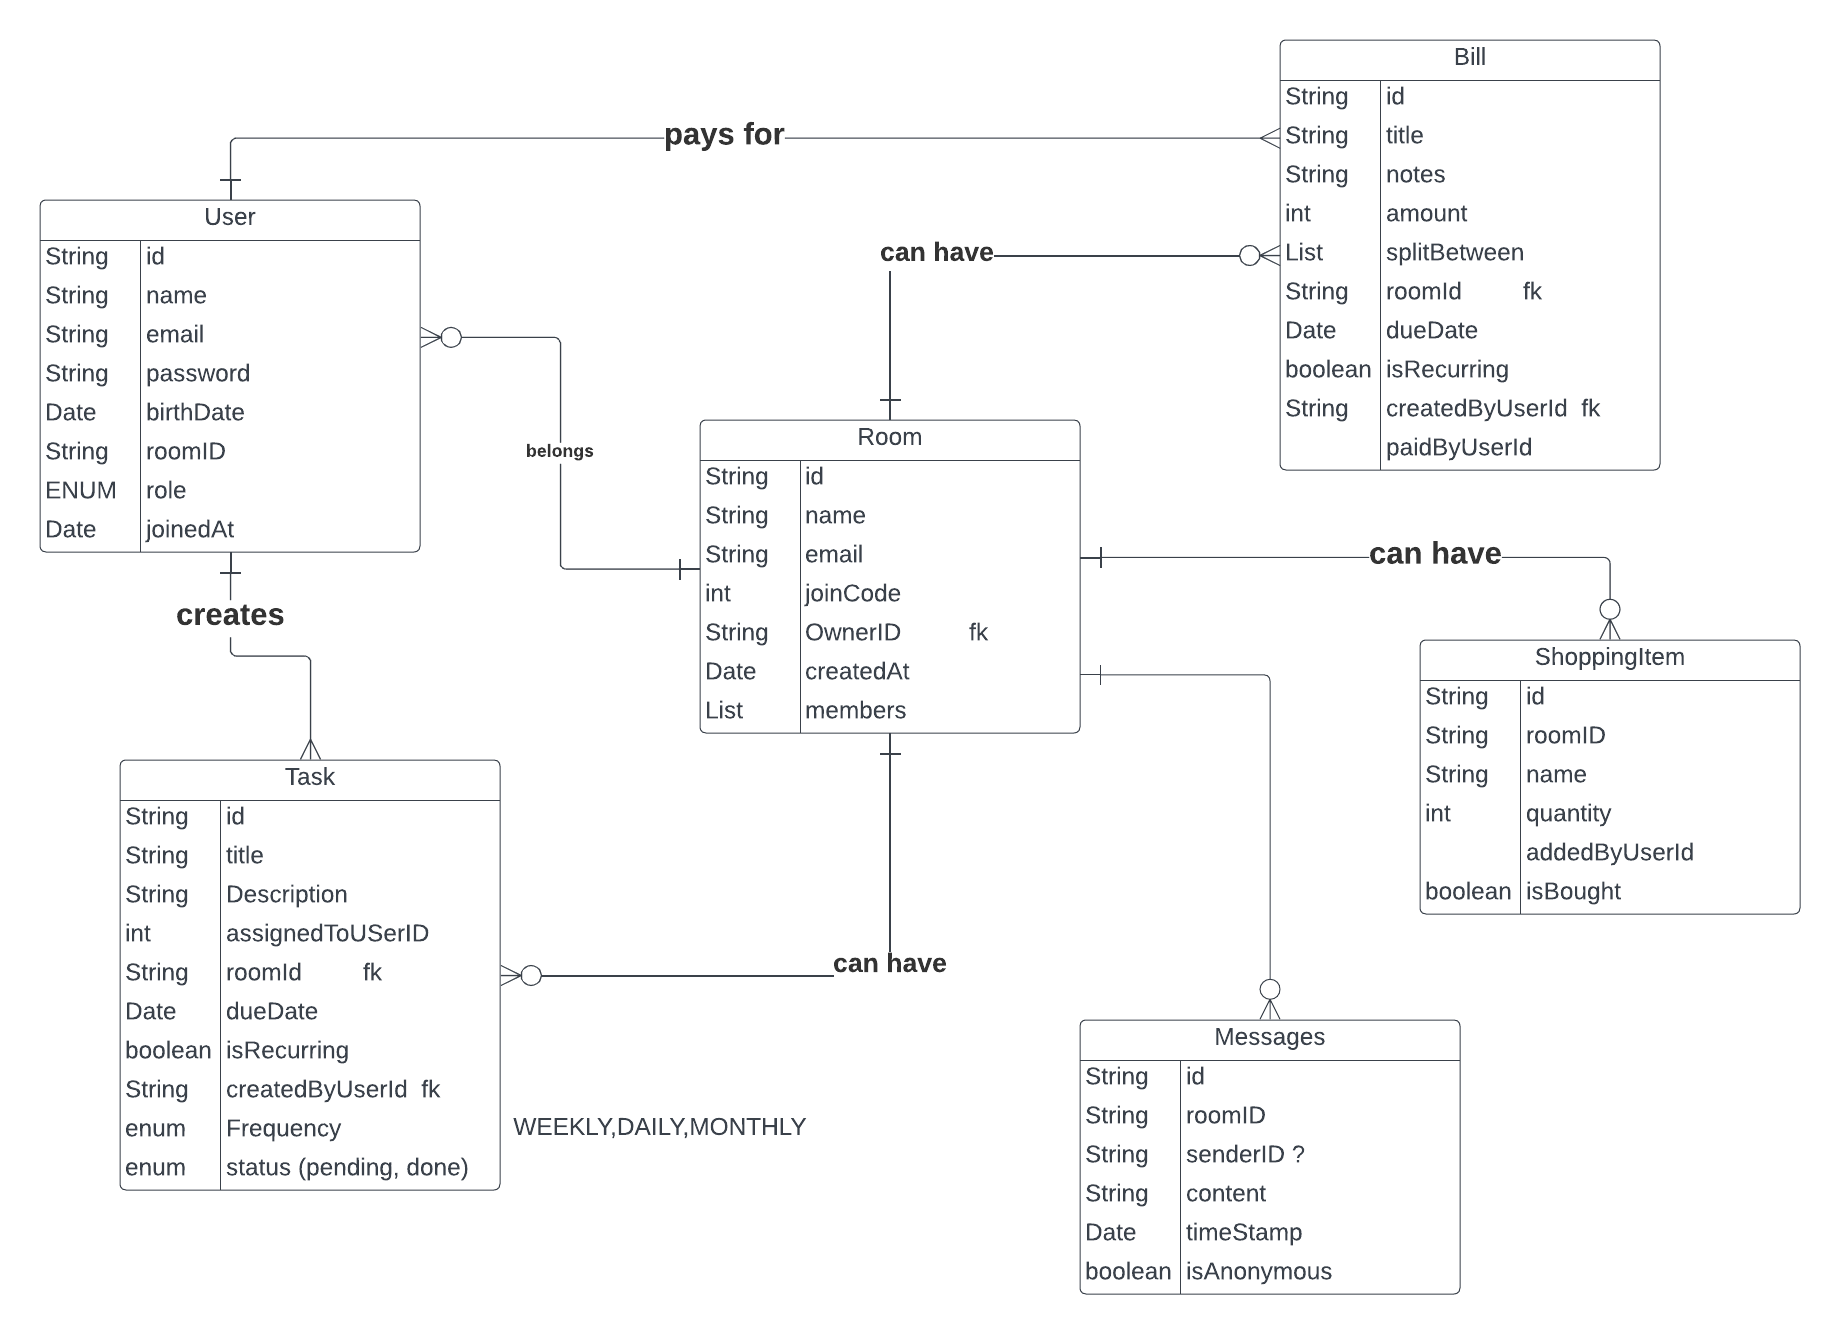 Bill
String id
String title
String notes
int amount
List splitBetween
String roomId fk
Date dueDate
boolean isRecurring
String createdByUserId fk
paidByUserId
pays for
User
String id
String name
String email
String password
Date birthDate
String roomID
ENUM role
Date joinedAt
can have
belongs
Room
String id
String name
String email
int joinCode
String OwnerID fk
Date createdAt
List members
can have
ShoppingItem
String id
String roomID
String name
int quantity
addedByUserId
boolean isBought
creates
Task
String id
String title
String Description
int assignedToUSerID
String roomId fk
Date dueDate
boolean isRecurring
String createdByUserId fk
enum Frequency
enum status (pending, done)
WEEKLY,DAILY,MONTHLY
can have
Messages
String id
String roomID
String senderID ?
String content
Date timeStamp
boolean isAnonymous